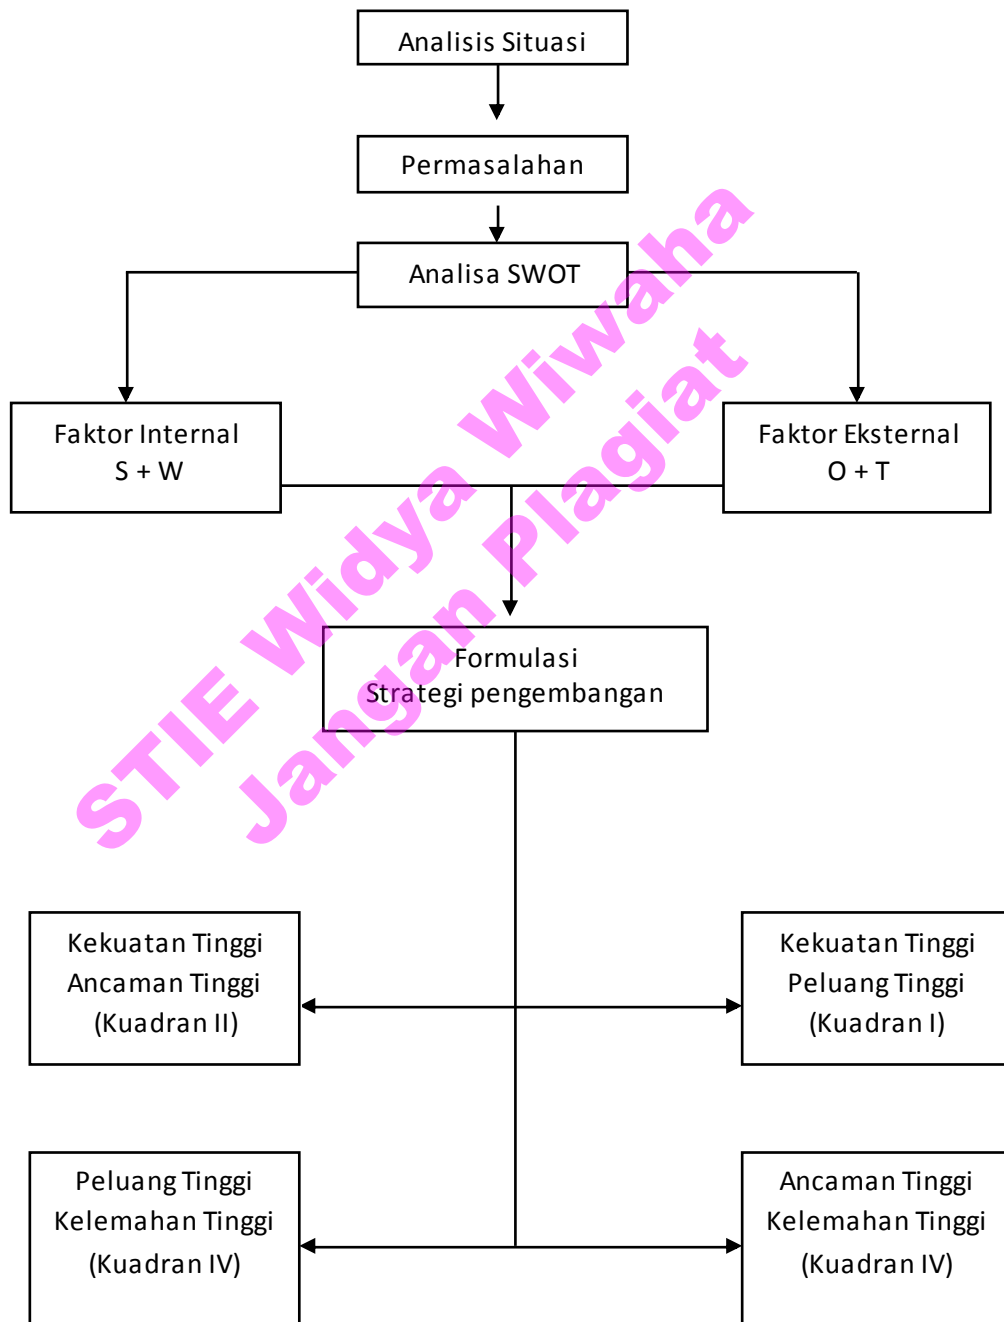 Analisis Situasi
Permasalahan
Analisa SWOT
Faktor Internal
S + W
Faktor Eksternal
O + T
Formulasi
Strategi pengembangan
Kekuatan Tinggi
Ancaman Tinggi
(Kuadran II)
Kekuatan Tinggi
Peluang Tinggi
(Kuadran I)
Peluang Tinggi
Kelemahan Tinggi
(Kuadran IV)
Ancaman Tinggi
Kelemahan Tinggi
(Kuadran IV)
STIE Widya Wiwaha
Jangan Plagiat